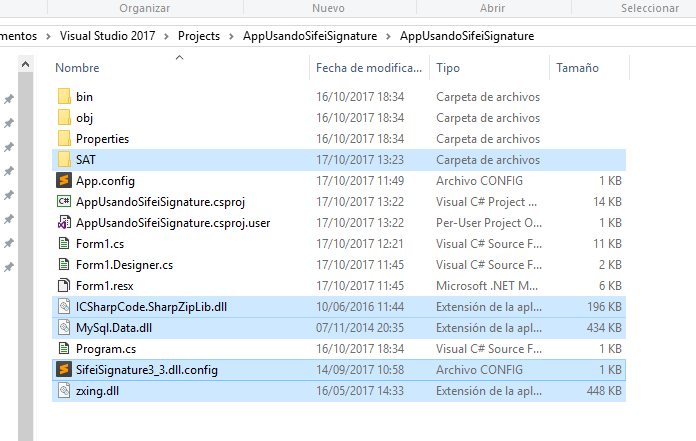 Organizar Nuevo Abrir Seleccionar
mentos Visual Studio 2017 Projects AppUsandoSifeiSignature AppUsandoSifeiSignature
Nombre Fecha de modifica... Tipo Tamaño
bin 16/10/2017 18:34 Carpeta de archivos
obj 16/10/2017 18:34 Carpeta de archivos
Properties 16/10/2017 18:34 Carpeta de archivos
SAT 17/10/2017 13:23 Carpeta de archivos
App.config 17/10/2017 11:49 Archivo CONFIG 1 KB
C# AppUsandoSifeiSignature.csproj 17/10/2017 13:22 Visual C# Project ... 14 KB
AppUsandoSifeiSignature.csproj.user 17/10/2017 13:22 Per-User Project O... 1 KB
Form1.cs 17/10/2017 12:21 Visual C# Source F... 11 KB
Form1.Designer.cs 17/10/2017 11:45 Visual C# Source F... 2 KB
Form1.resx 17/10/2017 11:45 Microsoft .NET M... 6 KB
ICSharpCode.SharpZipLib.dll 10/06/2016 11:44 Extensión de la apl... 196 KB
MySql.Data.dll 07/11/2014 20:35 Extensión de la apl... 434 KB
Program.cs 16/10/2017 18:34 Visual C# Source F... 1 KB
SifeiSignature3_3.dll.config 14/09/2017 10:58 Archivo CONFIG 1 KB
zxing.dll 16/05/2017 14:33 Extensión de la apl... 448 KB